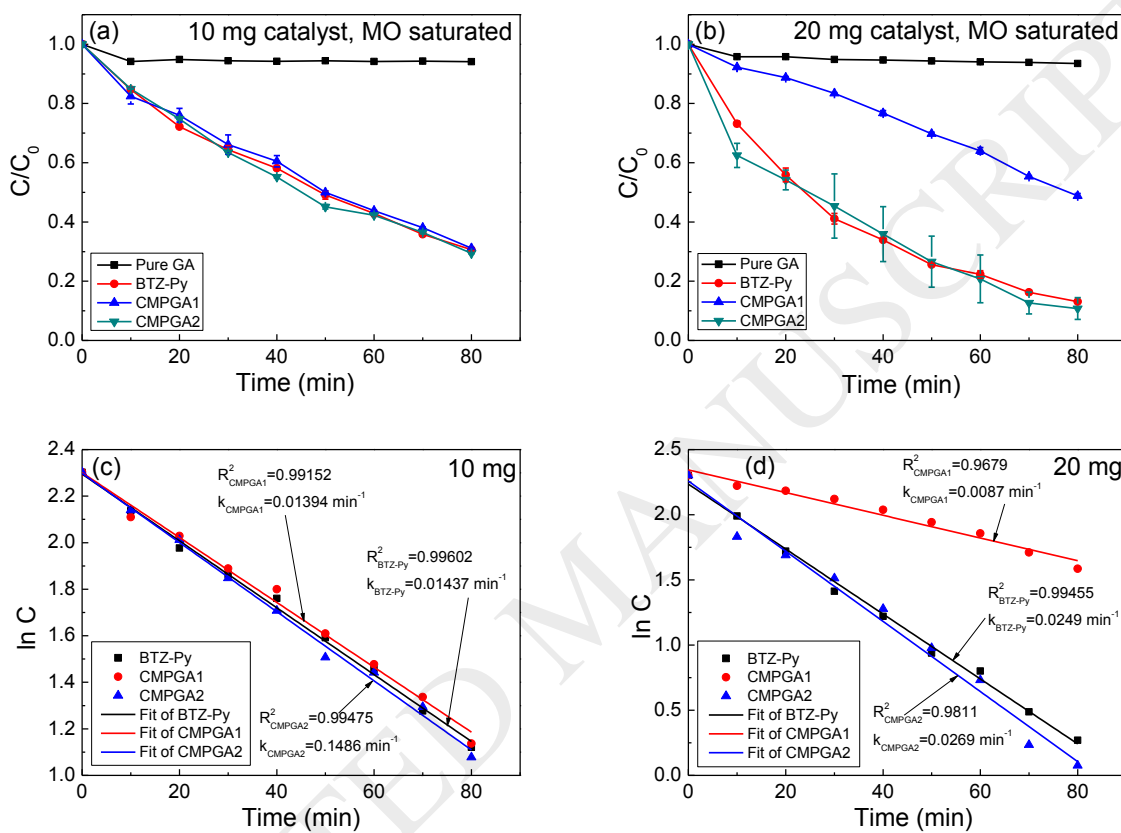 (a) 10 mg catalyst, MO saturated
1.0
0.8
0.6
0.4
0.2
0.0
C/C0
Pure GA
BTZ-Py
CMPGA1
CMPGA2
0 20 40 60 80
Time (min)
(b) 20 mg catalyst, MO saturated
1.0
0.8
0.6
0.4
0.2
0.0
C/C0
Pure GA
BTZ-Py
CMPGA1
CMPGA2
0 20 40 60 80
Time (min)
(c) 10 mg
2.4
2.2
2.0
1.8
1.6
1.4
1.2
1.0
ln C
R2CMPGA1=0.99152
kCMPGA1=0.01394 min-1
R2BTZ-Py=0.99602
kBTZ-Py=0.01437 min-1
BTZ-Py
CMPGA1
CMPGA2
Fit of BTZ-Py
Fit of CMPGA1
Fit of CMPGA2
R2CMPGA2=0.99475
kCMPGA2=0.1486 min-1
0 20 40 60 80
Time (min)
(d) 20 mg
2.5
2.0
1.5
1.0
0.5
0.0
ln C
R2CMPGA1=0.9679
kCMPGA1=0.0087 min-1
R2BTZ-Py=0.99455
kBTZ-Py=0.0249 min-1
BTZ-Py
CMPGA1
CMPGA2
Fit of BTZ-Py
Fit of CMPGA1
Fit of CMPGA2
R2CMPGA2=0.9811
kCMPGA2=0.0269 min-1
0 20 40 60 80
Time (min)
TED MANUSCRIPT